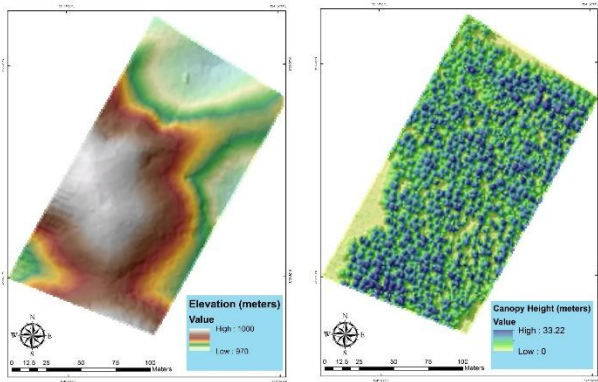 N
W
E
S
0 12.5 25 50 75 100
Meters
Elevation (meters)
Value
High : 1000
Low : 970
N
W
E
S
0 12.5 25 50 75 100
Meters
Canopy Height (meters)
Value
High : 33.22
Low : 0